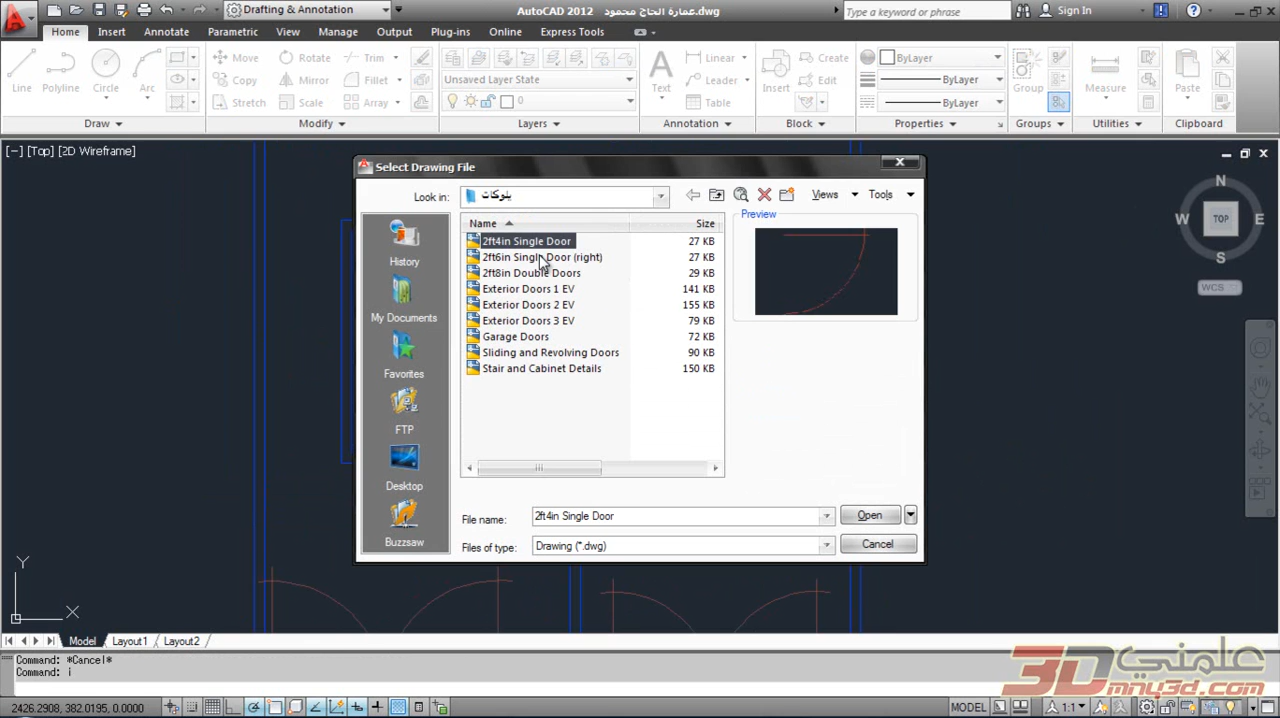 Drafting & Annotation
AutoCAD 2012 عمارة الحاج محمود.dwg
Type a keyword or phrase
Sign In
Home Insert Annotate Parametric View Manage Output Plug-ins Online Express Tools
Line Polyline Circle Arc
Move Rotate Trim
Copy Mirror Fillet
Stretch Scale Array
Unsaved Layer State
0
Text
Linear
Leader
Table
Insert
Create
Edit
ByLayer
ByLayer
ByLayer
Group
Measure
Paste
Draw Modify Layers Annotation Block Properties Groups Utilities Clipboard
[-] [Top] [2D Wireframe]
Select Drawing File
Look in: بلوكات
Views Tools
Name Size
Preview
2ft4in Single Door 27 KB
2ft6in Single Door (right) 27 KB
2ft8in Double Doors 29 KB
Exterior Doors 1 EV 141 KB
Exterior Doors 2 EV 155 KB
Exterior Doors 3 EV 79 KB
Garage Doors 72 KB
Sliding and Revolving Doors 90 KB
Stair and Cabinet Details 150 KB
History
My Documents
Favorites
FTP
Desktop
Buzzsaw
File name: 2ft4in Single Door Open
Files of type: Drawing (*.dwg) Cancel
N
W TOP E
S
WCS
Y
X
Model Layout1 Layout2
Command: *Cancel*
Command: i
2426.2908, 382.0195, 0.0000
MODEL
1:1
علمني
3Dmny3d.com